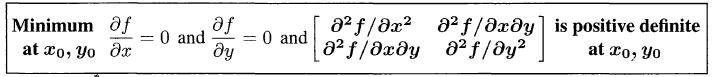 Minimum ∂f/∂x = 0 and ∂f/∂y = 0 and [ ∂²f/∂x² ∂²f/∂x∂y ] is positive definite
at x₀, y₀ [ ∂²f/∂x∂y ∂²f/∂y² ] at x₀, y₀